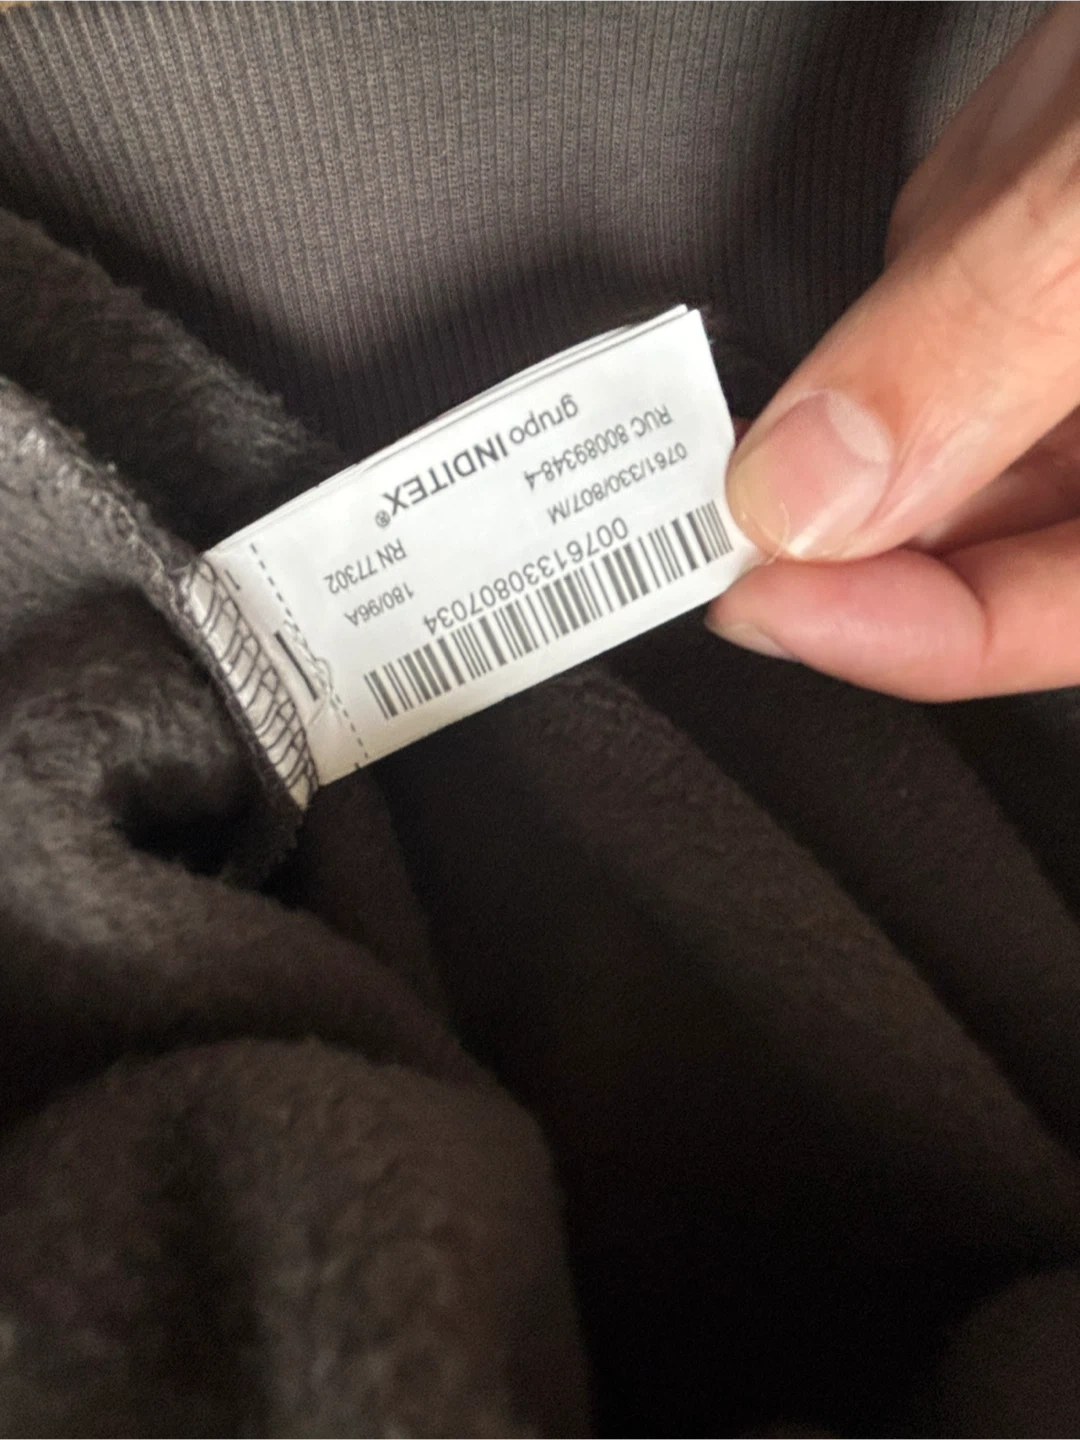 00761330807034
0761/330/807/M
180/96A
RUC 80089348-4
RN 77302
grupo INDITEX®